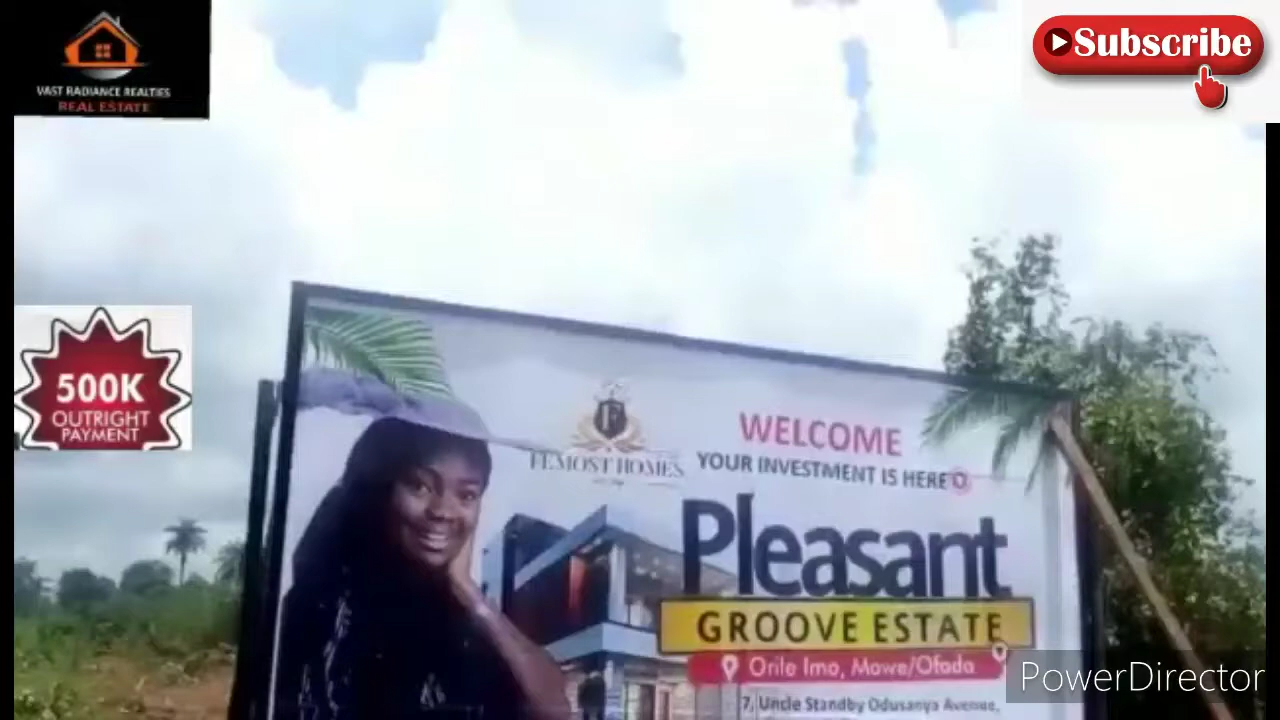 VAST RADIANCE REALTIES
REAL ESTATE
Subscribe
500K
OUTRIGHT
PAYMENT
F
FEMOST HOMES
WELCOME
YOUR INVESTMENT IS HERE
Pleasant
GROOVE ESTATE
Orile Imo, Mowe/Ofada
7, Uncle Standby Odusanya Avenue,
PowerDirector